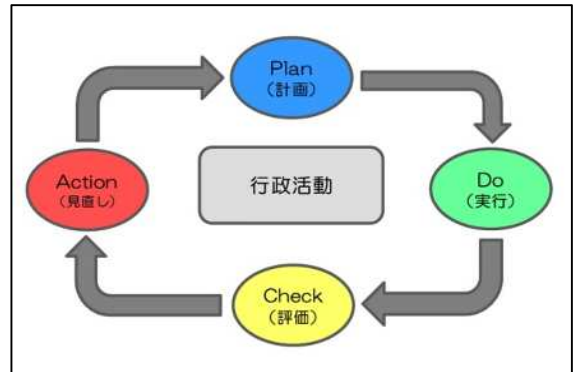 Plan
(計画)
Action
(見直し)
行政活動
Do
(実行)
Check
(評価)